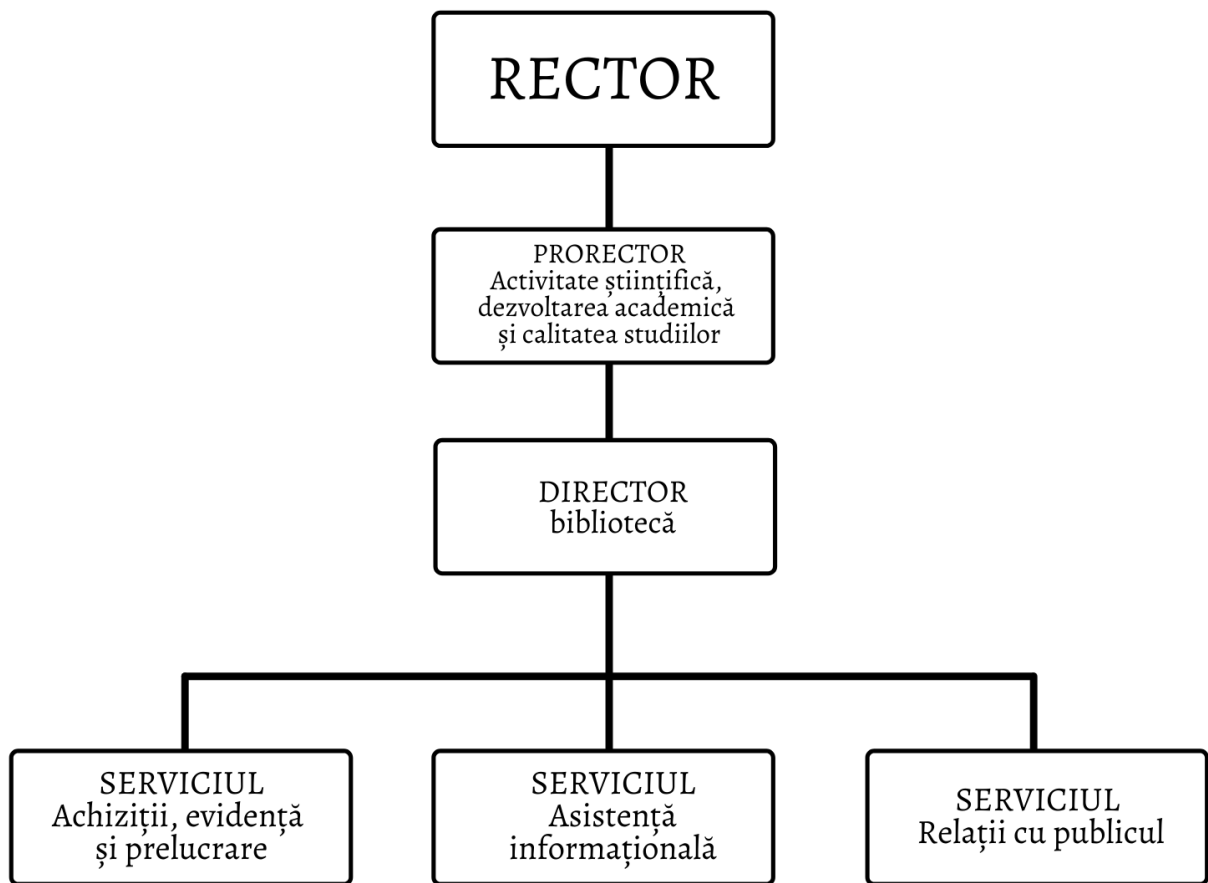 RECTOR
PRORECTOR
Activitate științifică,
dezvoltarea academică
și calitatea studiilor
DIRECTOR
bibliotecă
SERVICIUL
Achiziții, evidență
și prelucrare
SERVICIUL
Asistență
informațională
SERVICIUL
Relații cu publicul